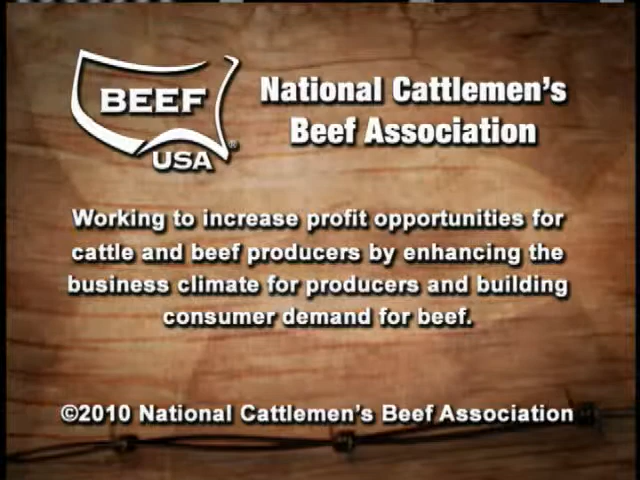 BEEF
USA®
National Cattlemen's
Beef Association
Working to increase profit opportunities for
cattle and beef producers by enhancing the
business climate for producers and building
consumer demand for beef.
©2010 National Cattlemen's Beef Association